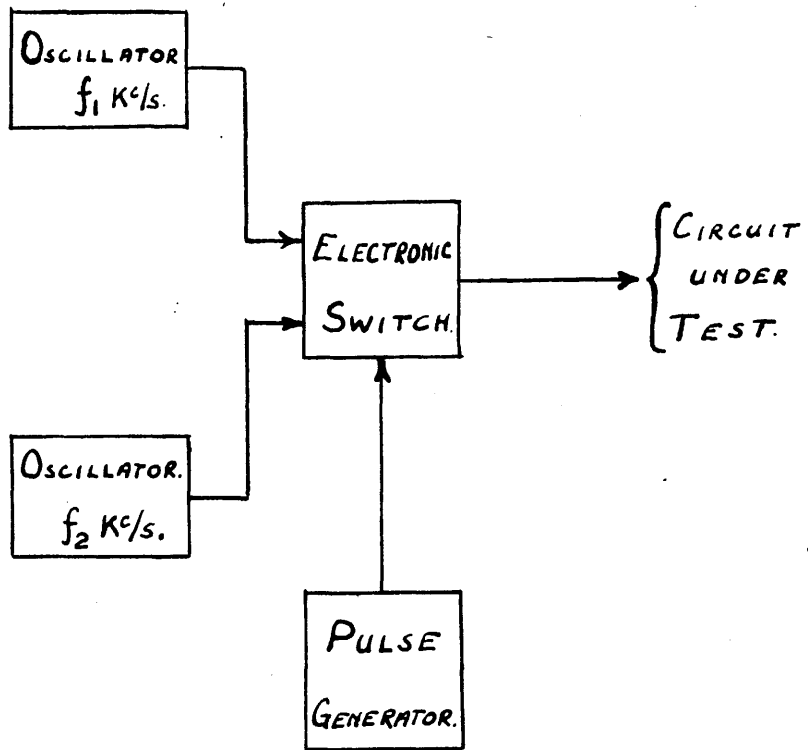 OSCILLATOR
f₁ Kc/s.
ELECTRONIC
SWITCH.
CIRCUIT
UNDER
TEST.
OSCILLATOR.
f₂ Kc/s.
PULSE
GENERATOR.